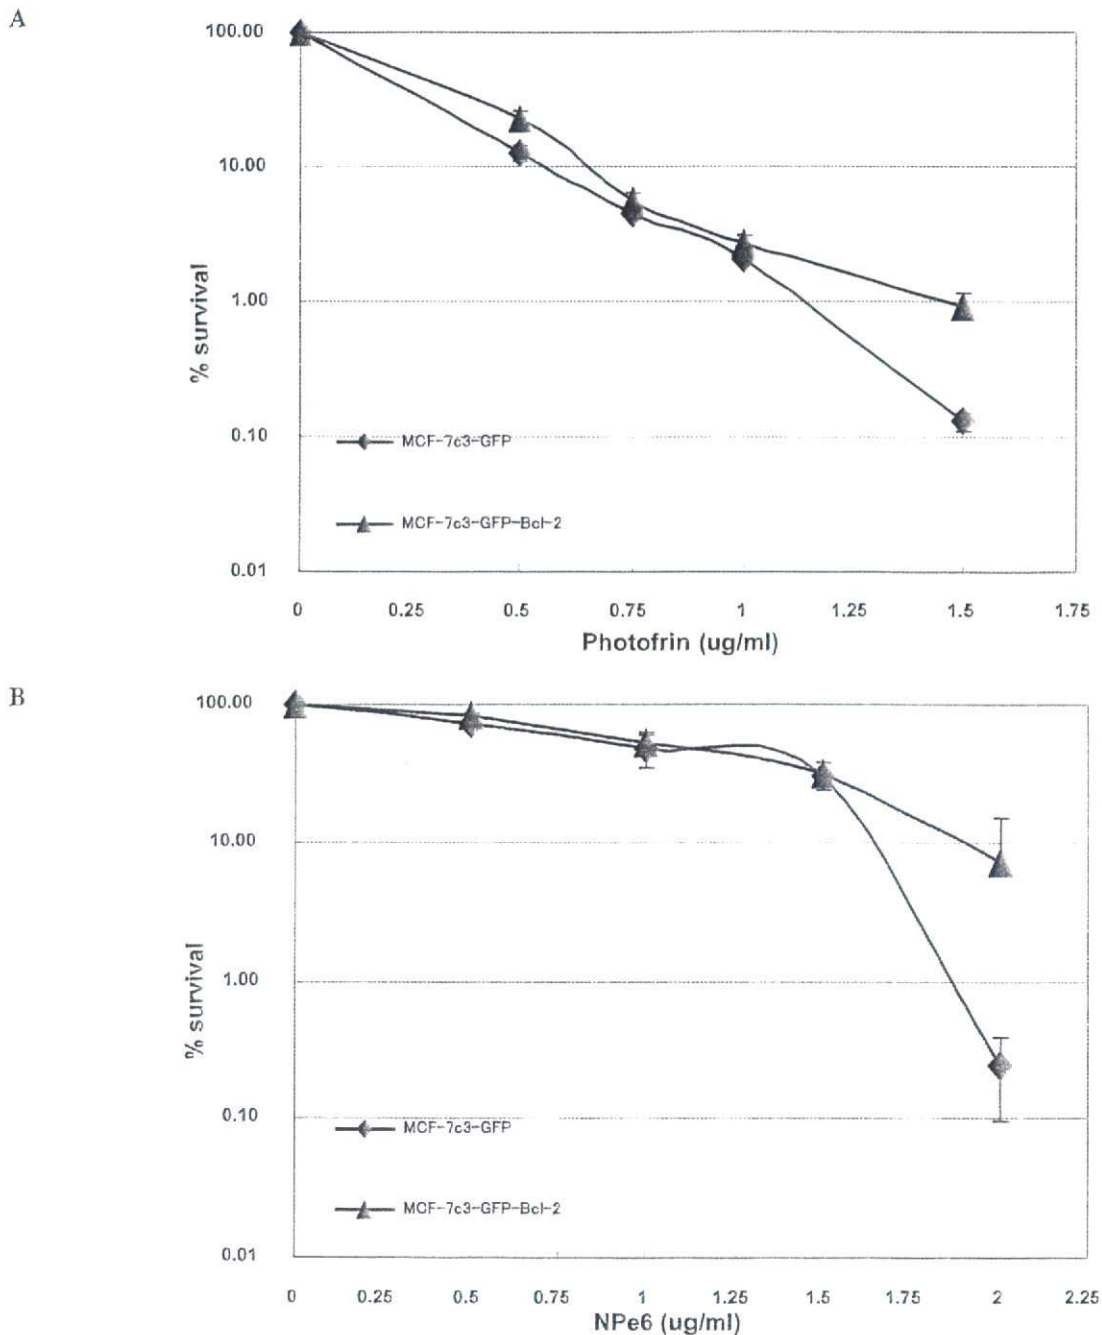 A
100.00
10.00
1.00
0.10
0.01
% survival
MCF-7c3-GFP
MCF-7c3-GFP-Bcl-2
0 0.25 0.5 0.75 1 1.25 1.5 1.75
Photofrin (ug/ml)
B
100.00
10.00
1.00
0.10
0.01
% survival
MCF-7c3-GFP
MCF-7c3-GFP-Bcl-2
0 0.25 0.5 0.75 1 1.25 1.5 1.75 2 2.25
NPe6 (ug/ml)